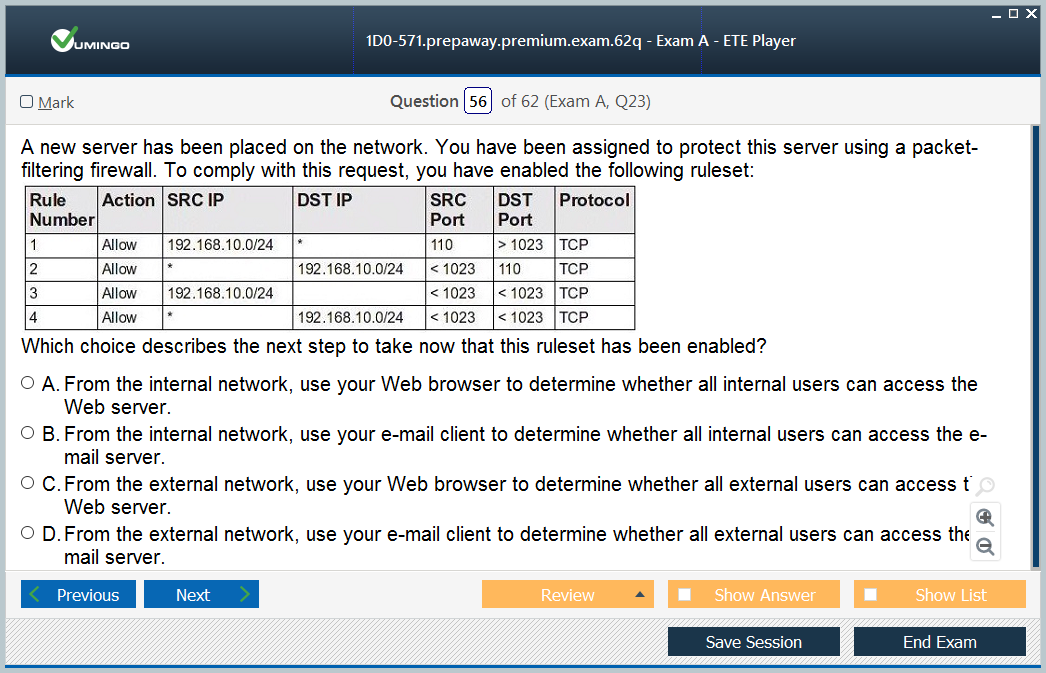 VUMINGO
1D0-571.prepaway.premium.exam.62q - Exam A - ETE Player
Mark
Question 56 of 62 (Exam A, Q23)
A new server has been placed on the network. You have been assigned to protect this server using a packet-
filtering firewall. To comply with this request, you have enabled the following ruleset:
Rule Number Action SRC IP DST IP SRC Port DST Port Protocol
1 Allow 192.168.10.0/24 * 110 > 1023 TCP
2 Allow * 192.168.10.0/24 < 1023 110 TCP
3 Allow 192.168.10.0/24 < 1023 < 1023 TCP
4 Allow * 192.168.10.0/24 < 1023 < 1023 TCP
Which choice describes the next step to take now that this ruleset has been enabled?
A. From the internal network, use your Web browser to determine whether all internal users can access the
Web server.
B. From the internal network, use your e-mail client to determine whether all internal users can access the e-
mail server.
C. From the external network, use your Web browser to determine whether all external users can access
Web server.
D. From the external network, use your e-mail client to determine whether all external users can access the
mail server.
Previous Next Review Show Answer Show List
Save Session End Exam